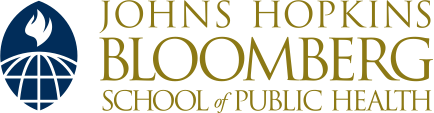 JOHNS HOPKINS
BLOOMBERG
SCHOOL of PUBLIC HEALTH